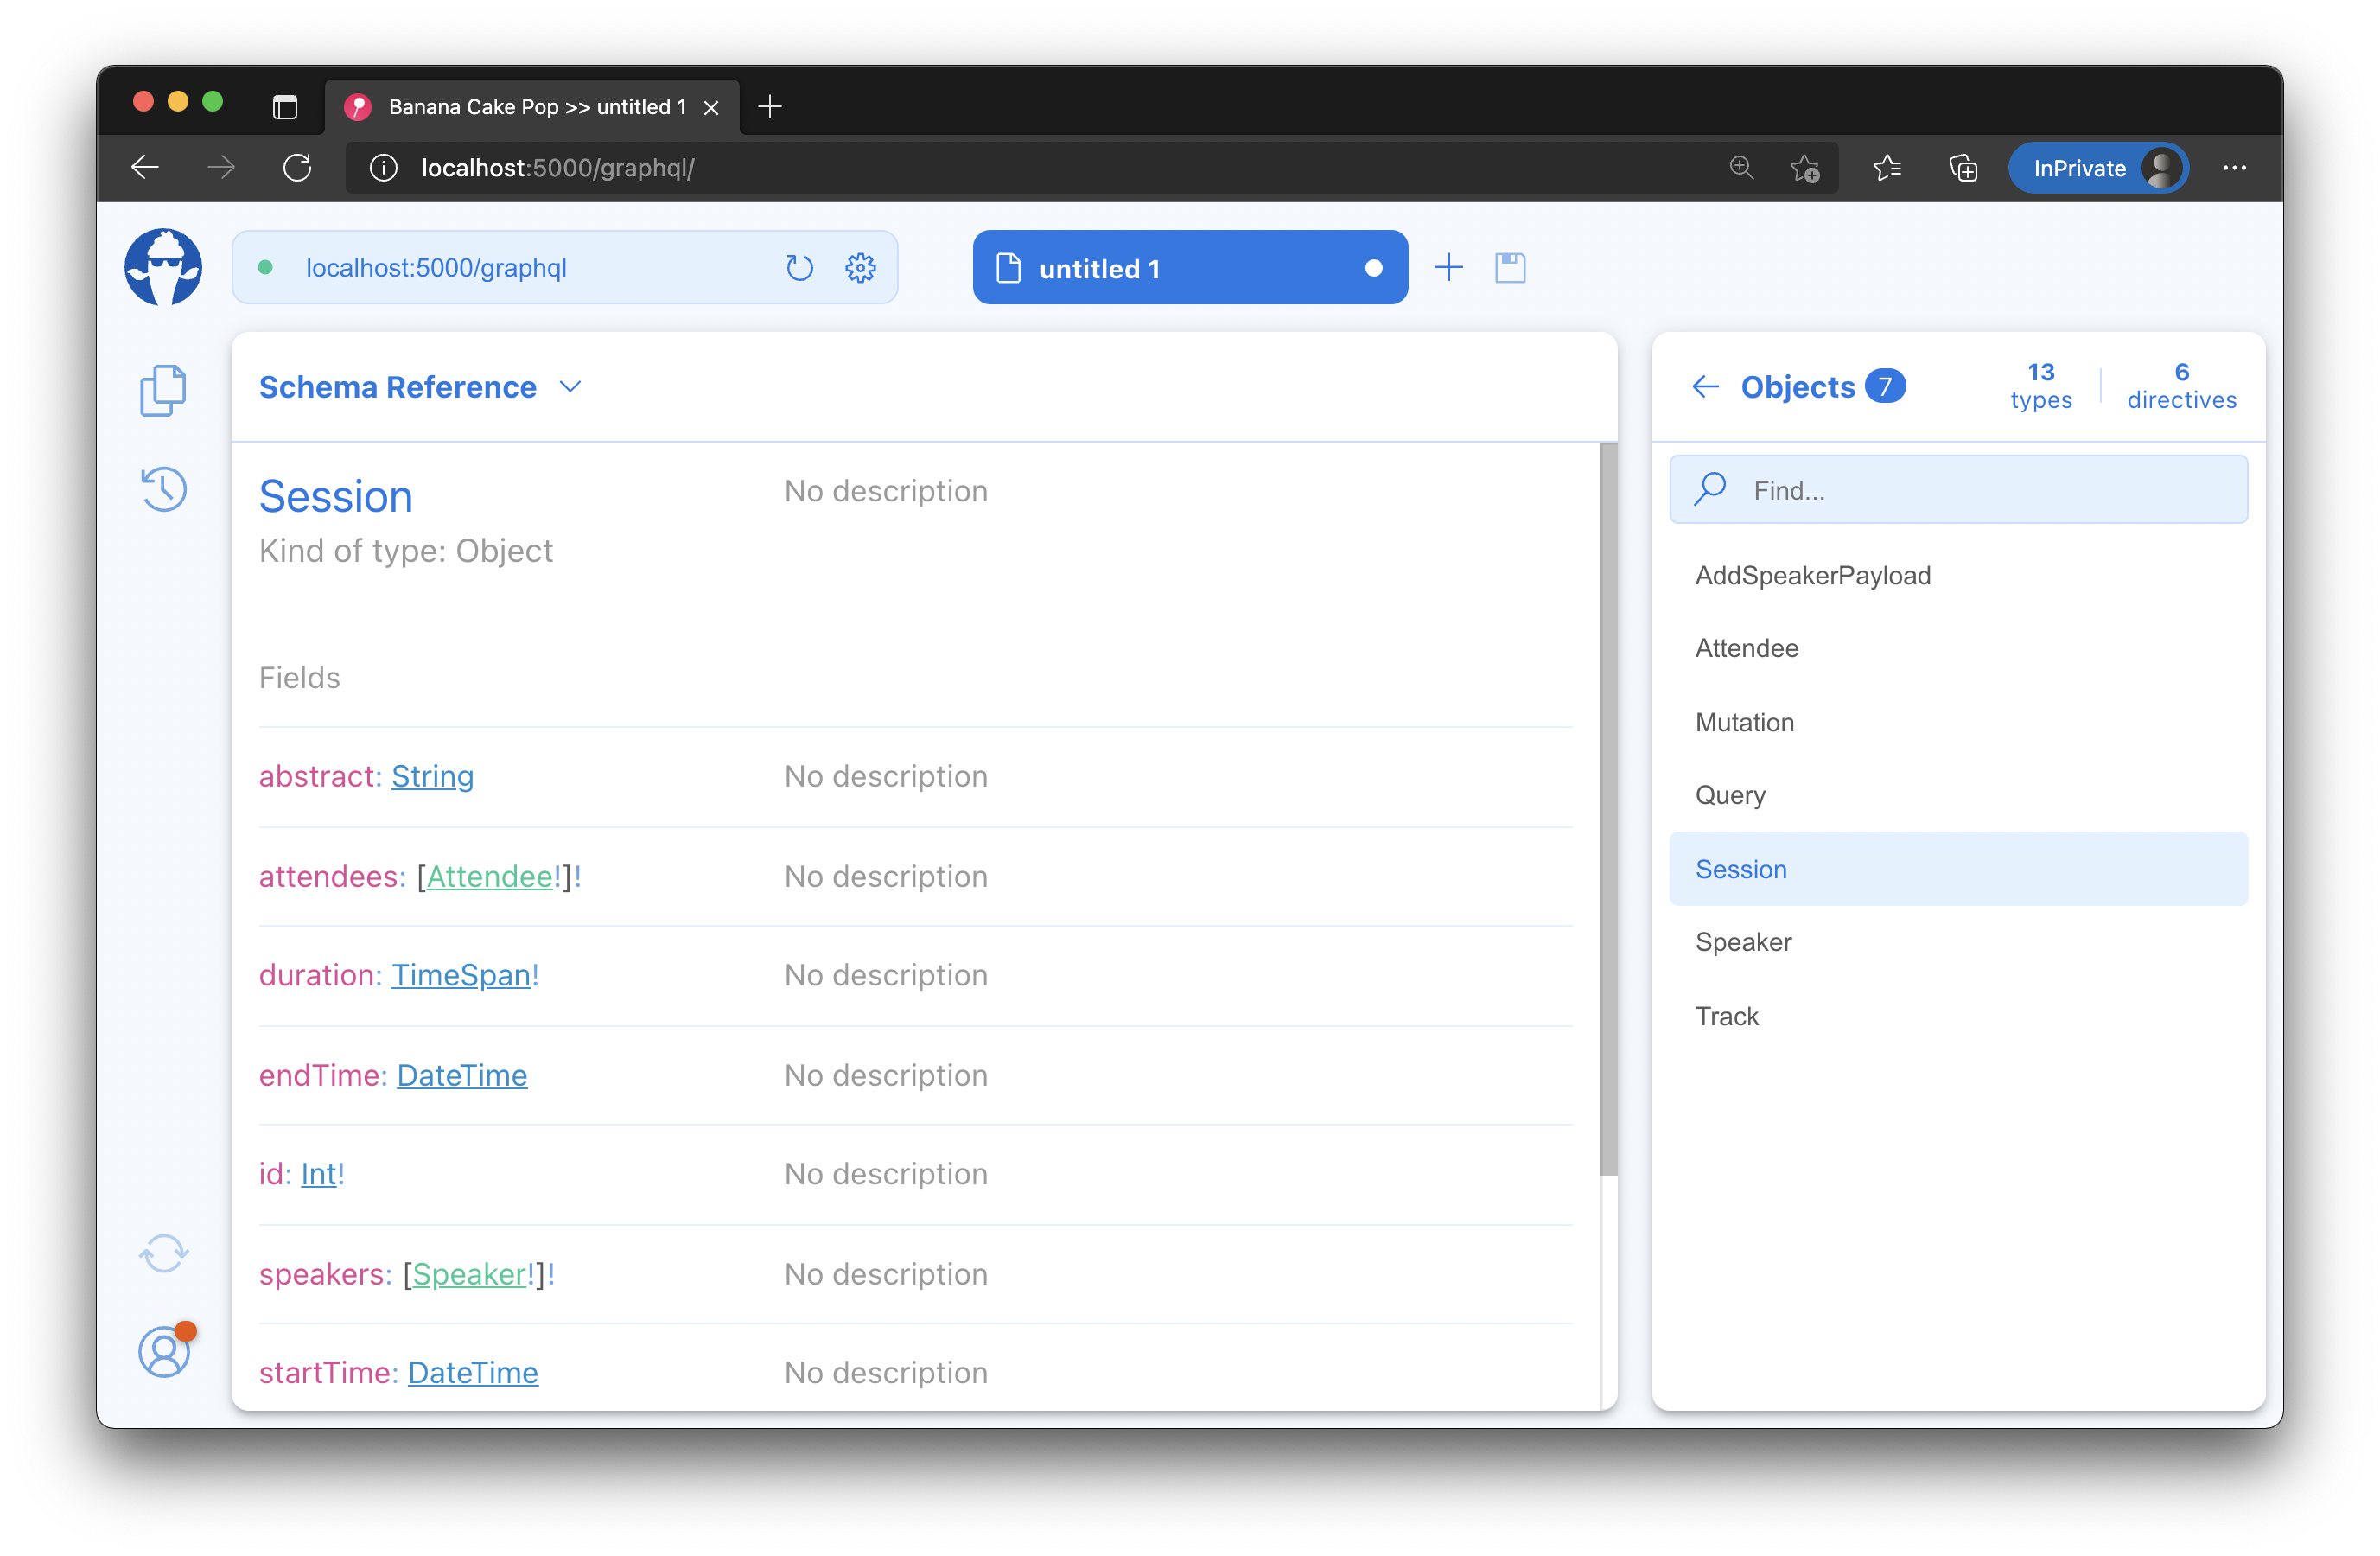 Banana Cake Pop >> untitled 1
localhost:5000/graphql/
InPrivate
localhost:5000/graphql
untitled 1
Schema Reference
Session
No description
Kind of type: Object
Fields
abstract: String
No description
attendees: [Attendee!]!
No description
duration: TimeSpan!
No description
endTime: DateTime
No description
id: Int!
No description
speakers: [Speaker!]!
No description
startTime: DateTime
No description
Objects 7
13 types
6 directives
Find...
AddSpeakerPayload
Attendee
Mutation
Query
Session
Speaker
Track